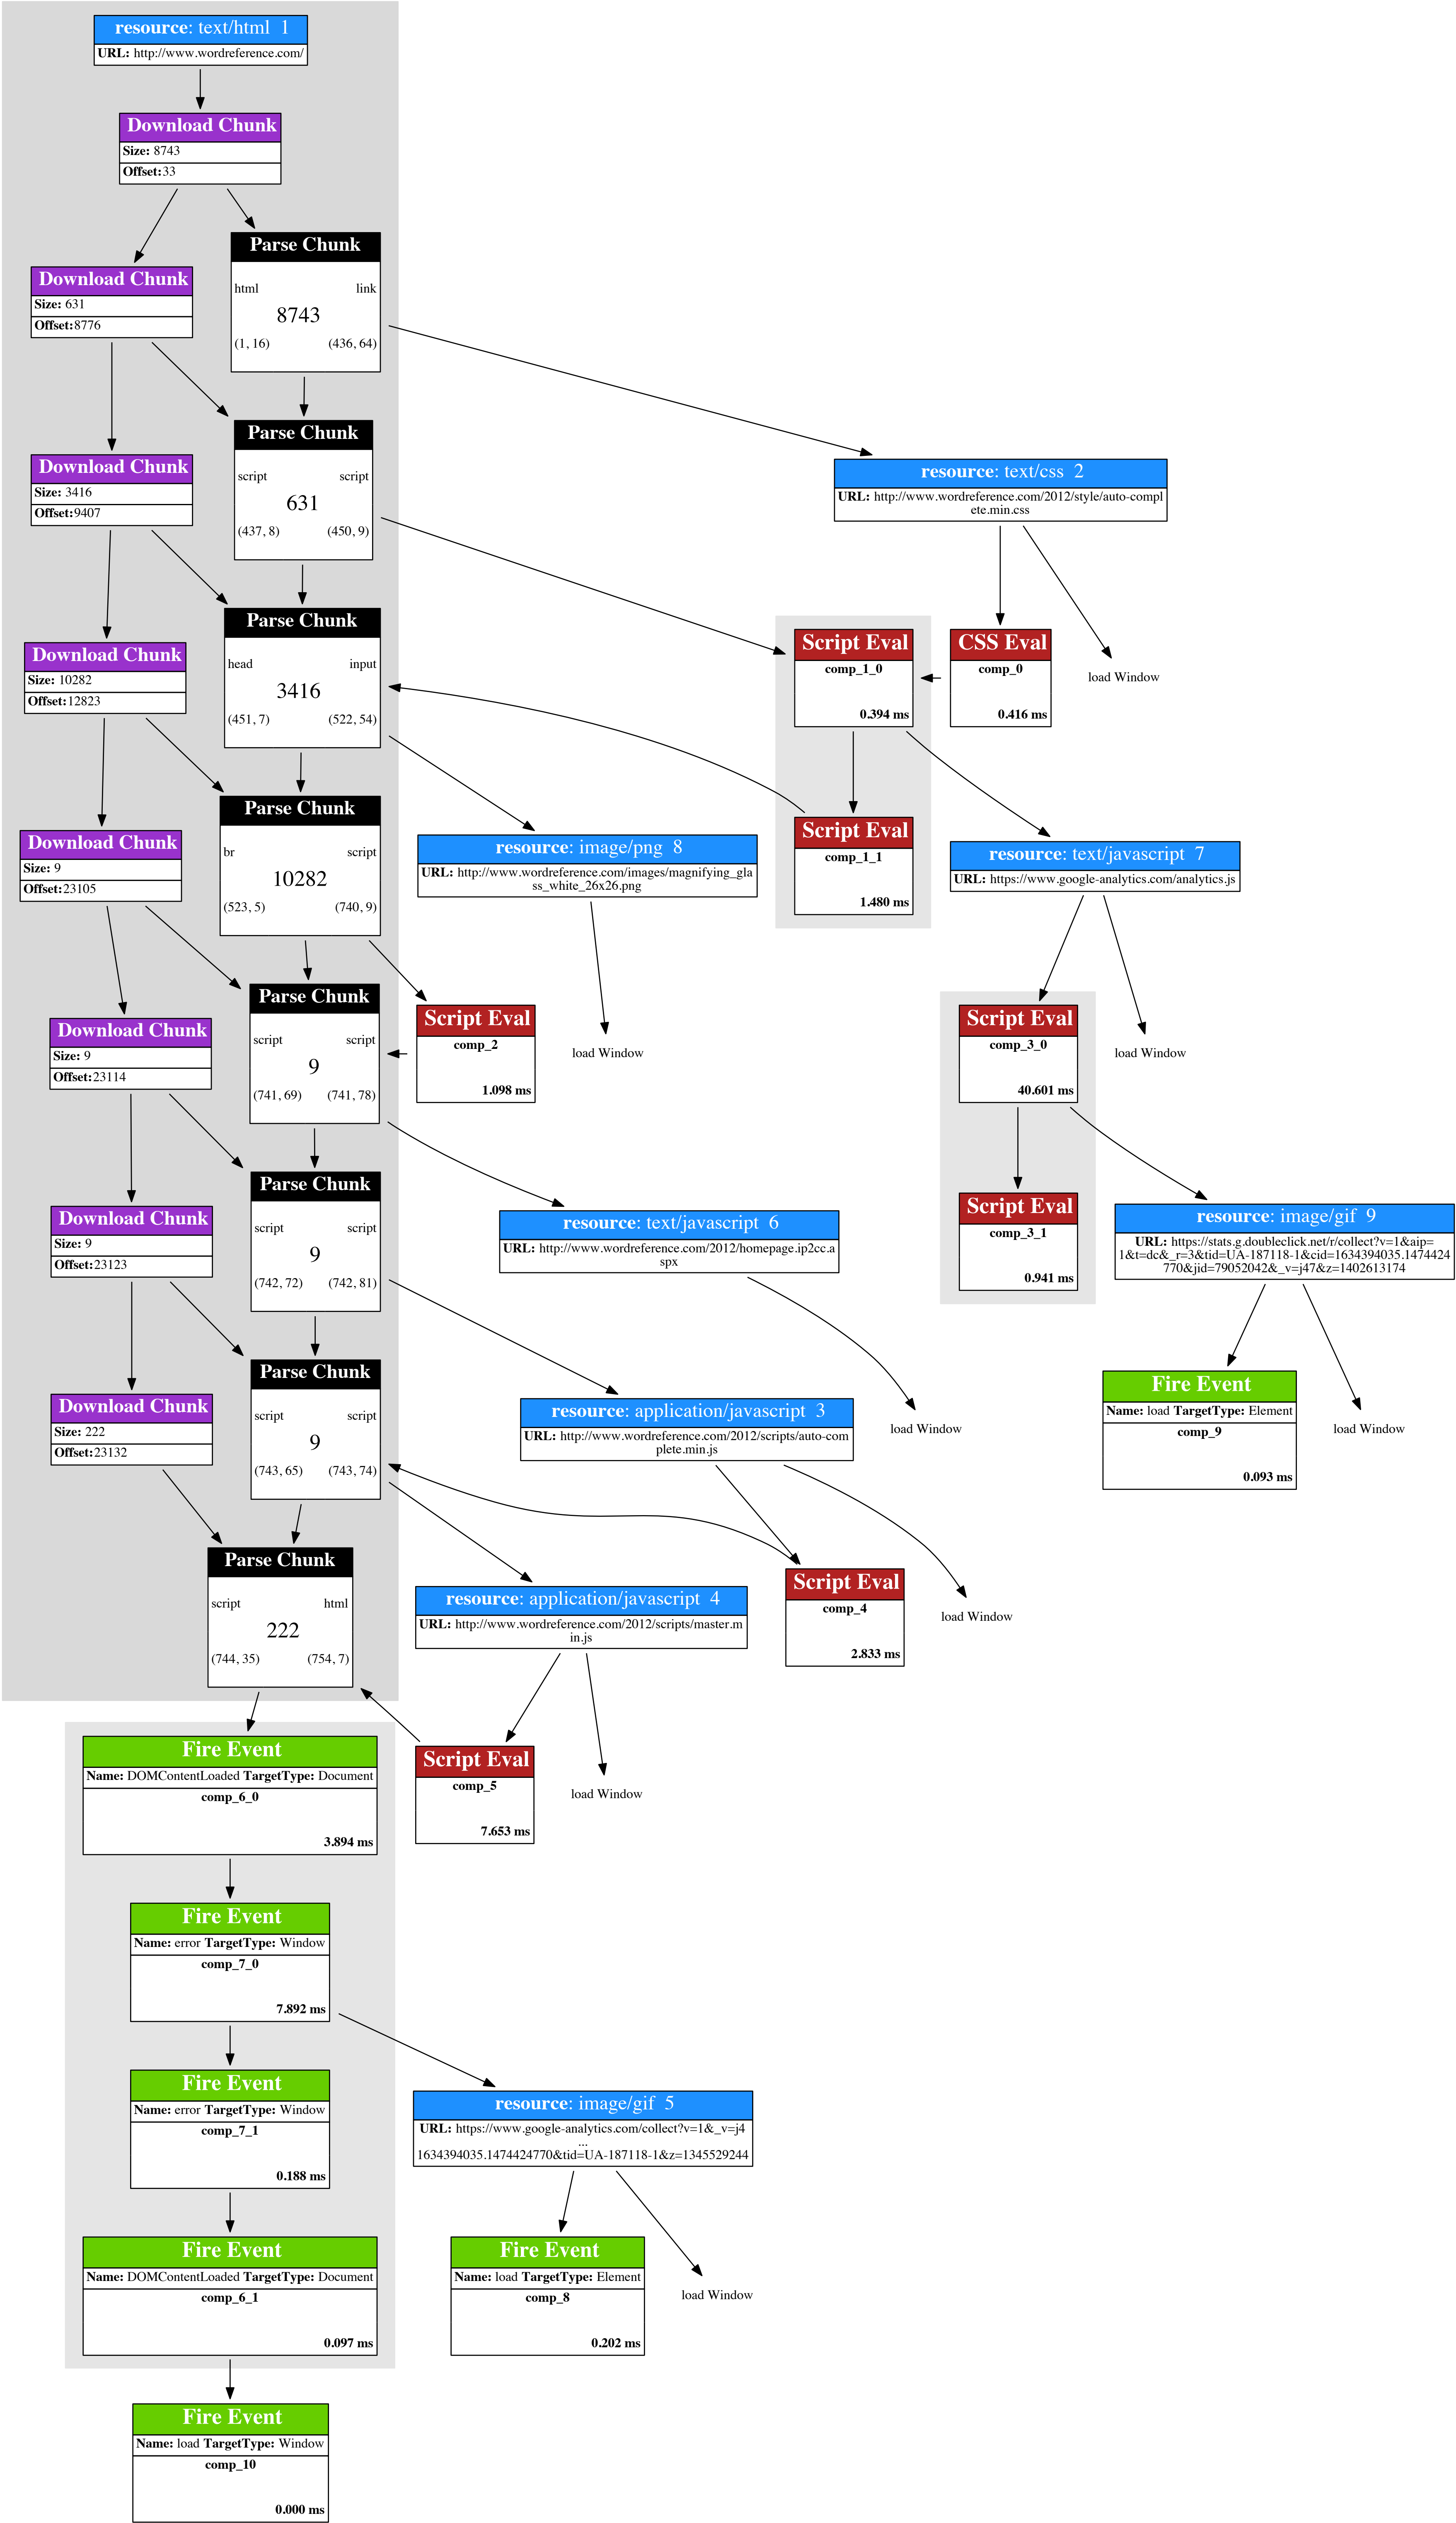 resource: text/html 1
URL: http://www.wordreference.com/
Download Chunk
Size: 8743
Offset:33
Parse Chunk
html link
8743
(1, 16) (436, 64)
Download Chunk
Size: 631
Offset:8776
Parse Chunk
script script
631
(437, 8) (450, 9)
Download Chunk
Size: 3416
Offset:9407
resource: text/css 2
URL: http://www.wordreference.com/2012/style/auto-compl
ete.min.css
Parse Chunk
head input
3416
(451, 7) (522, 54)
Download Chunk
Size: 10282
Offset:12823
Script Eval
comp_1_0
0.394 ms
CSS Eval
comp_0
0.416 ms
load Window
Parse Chunk
br script
10282
(523, 5) (740, 9)
Download Chunk
Size: 9
Offset:23105
resource: image/png 8
URL: http://www.wordreference.com/images/magnifying_gla
ss_white_26x26.png
Script Eval
comp_1_1
1.480 ms
resource: text/javascript 7
URL: https://www.google-analytics.com/analytics.js
Parse Chunk
script script
9
(741, 69) (741, 78)
Download Chunk
Size: 9
Offset:23114
Script Eval
comp_2
1.098 ms
load Window
Script Eval
comp_3_0
40.601 ms
load Window
Parse Chunk
script script
9
(742, 72) (742, 81)
Download Chunk
Size: 9
Offset:23123
resource: text/javascript 6
URL: http://www.wordreference.com/2012/homepage.ip2cc.a
spx
Script Eval
comp_3_1
0.941 ms
resource: image/gif 9
URL: https://stats.g.doubleclick.net/r/collect?v=1&aip=
1&t=dc&_r=3&tid=UA-187118-1&cid=1634394035.1474424
770&jid=79052042&_v=j47&z=1402613174
Parse Chunk
script script
9
(743, 65) (743, 74)
Download Chunk
Size: 222
Offset:23132
resource: application/javascript 3
URL: http://www.wordreference.com/2012/scripts/auto-com
plete.min.js
load Window
Fire Event
Name: load TargetType: Element
comp_9
0.093 ms
load Window
Parse Chunk
script html
222
(744, 35) (754, 7)
resource: application/javascript 4
URL: http://www.wordreference.com/2012/scripts/master.m
in.js
Script Eval
comp_4
2.833 ms
load Window
Fire Event
Name: DOMContentLoaded TargetType: Document
comp_6_0
3.894 ms
Script Eval
comp_5
7.653 ms
load Window
Fire Event
Name: error TargetType: Window
comp_7_0
7.892 ms
Fire Event
Name: error TargetType: Window
comp_7_1
0.188 ms
resource: image/gif 5
URL: https://www.google-analytics.com/collect?v=1&_v=j4
...
1634394035.1474424770&tid=UA-187118-1&z=1345529244
Fire Event
Name: DOMContentLoaded TargetType: Document
comp_6_1
0.097 ms
Fire Event
Name: load TargetType: Element
comp_8
0.202 ms
load Window
Fire Event
Name: load TargetType: Window
comp_10
0.000 ms